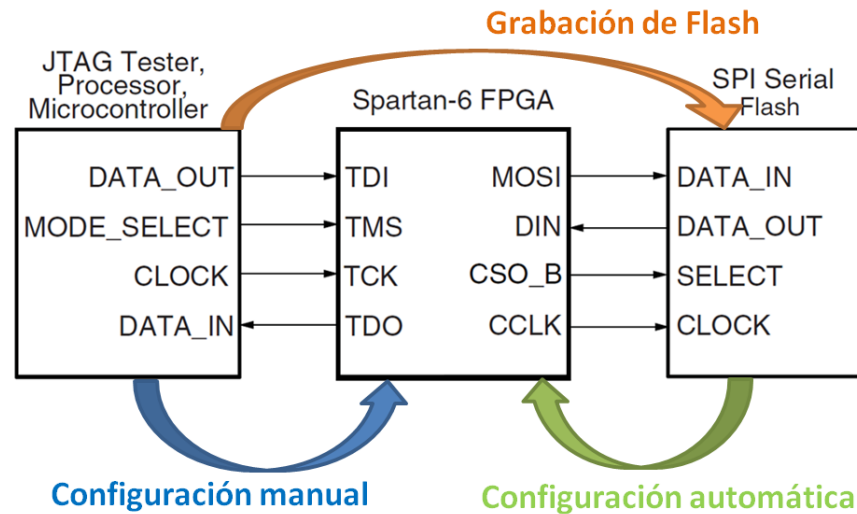 Grabación de Flash
JTAG Tester,
Processor,
Microcontroller
Spartan-6 FPGA
SPI Serial
Flash
DATA_OUT
TDI
MOSI
DATA_IN
MODE_SELECT
TMS
DIN
DATA_OUT
CLOCK
TCK
CSO_B
SELECT
DATA_IN
TDO
CCLK
CLOCK
Configuración manual
Configuración automática